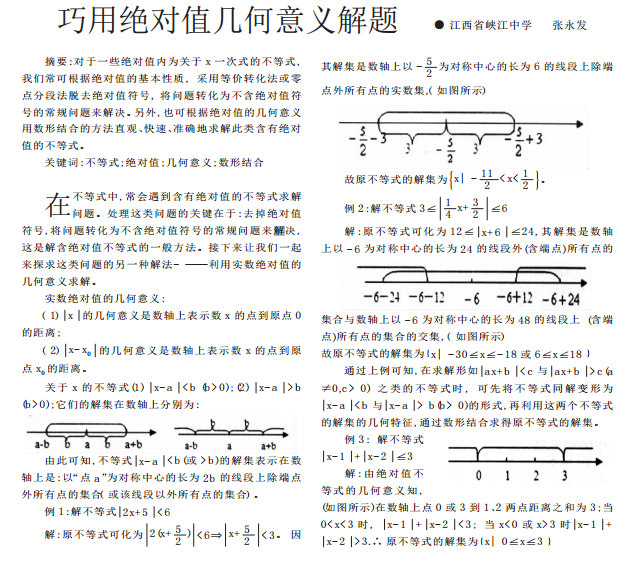 巧用绝对值几何意义解题
● 江西省峡江中学 张永发
摘要:对于一些绝对值内为关于 x 一次式的不等式,
我们常可根据绝对值的基本性质, 采用等价转化法或零
点分段法脱去绝对值符号, 将问题转化为不含绝对值符
号的常规问题来解决。另外,也可根据绝对值的几何意义
用数形结合的方法直观、快速、准确地求解此类含有绝对
值的不等式。
关键词:不等式;绝对值;几何意义;数形结合
在不等式中,常会遇到含有绝对值的不等式求解
问题。处理这类问题的关键在于:去掉绝对值
符号,将问题转化为不含绝对值符号的常规问题来解决,
这是解含绝对值不等式的一般方法。接下来让我们一起
来探求这类问题的另一种解法- ——利用实数绝对值的
几何意义求解。
实数绝对值的几何意义:
(1) |x|的几何意义是数轴上表示数 x 的点到原点 0
的距离;
(2) |x-x₀|的几何意义是数轴上表示数 x 的点到原
点 x₀ 的距离。
关于 x 的不等式(1) |x-a|<b (b>0); (2) |x-a|>b
(b>0);它们的解集在数轴上分别为:
a-b b a b a+b
b b
a-b a a+b
由此可知,不等式|x-a|<b (或 >b)的解集表示在数
轴上是:以“点 a”为对称中心的长为 2b 的线段上除端点
外所有点的集合( 或该线段以外所有点的集合) 。
例 1:解不等式|2x+5|<6
解:原不等式可化为|2(x+5/2)|<6⇒|x+5/2|<3。因
其解集是数轴上以 -5/2 为对称中心的长为 6 的线段上除端
点外所有点的实数集,( 如图所示)
-5/2-3 3 -5/2 3 -5/2+3
故原不等式的解集为{x| -11/2<x<1/2}。
例 2:解不等式 3≤|1/4x+3/2|≤6
解:原不等式可化为 12≤|x+6|≤24,其解集是数轴
上以 -6 为对称中心的长为 24 的线段外(含端点)所有点的
-6-24 -6-12 -6 -6+12 -6+24
集合与数轴上以 -6 为对称中心的长为 48 的线段上 (含端
点)所有点的集合的交集,( 如图所示)
故原不等式的解集为{x| -30≤x≤-18 或 6≤x≤18 }
通过上例可知,在求解形如|ax+b|<c 与|ax+b|>c (a
≠0,c> 0) 之类的不等式时, 可先将不等式同解变形为
|x-a|<b 与|x-a|> b( b> 0)的形式,再利用这两个不等式
的解集的几何特征,通过数形结合求得原不等式的解集。
例 3: 解不等式
|x-1|+|x-2|≤3
0 1 2 3
解:由绝对值不
等式的几何意义知,
(如图所示)在数轴上点 0 或 3 到 1、2 两点距离之和为 3;当
0<x<3 时, |x-1|+|x-2|<3; 当 x<0 或 x>3 时|x-1|+
|x-2|>3.∴ 原不等式的解集为{x| 0≤x≤3 }